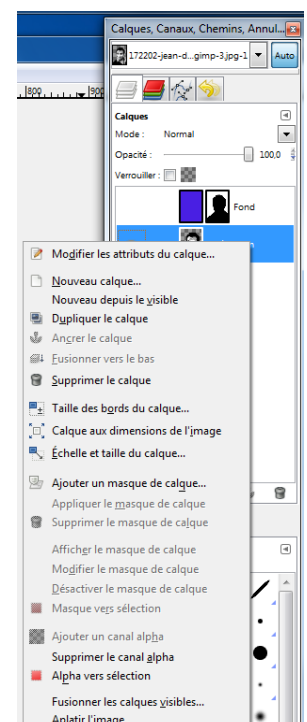 Calques, Canaux, Chemins, Annul...
172202-jean-d...gimp-3.jpg-1
Auto
800
900
Calques
Mode : Normal
Opacité : 100,0
Verrouiller :
Fond
Modifier les attributs du calque...
Nouveau calque...
Nouveau depuis le visible
Dupliquer le calque
Ancrer le calque
Fusionner vers le bas
Supprimer le calque
Taille des bords du calque...
Calque aux dimensions de l'image
Échelle et taille du calque...
Ajouter un masque de calque...
Appliquer le masque de calque
Supprimer le masque de calque
Afficher le masque de calque
Modifier le masque de calque
Désactiver le masque de calque
Masque vers sélection
Ajouter un canal alpha
Supprimer le canal alpha
Alpha vers sélection
Fusionner les calques visibles...
Aplatir l'image